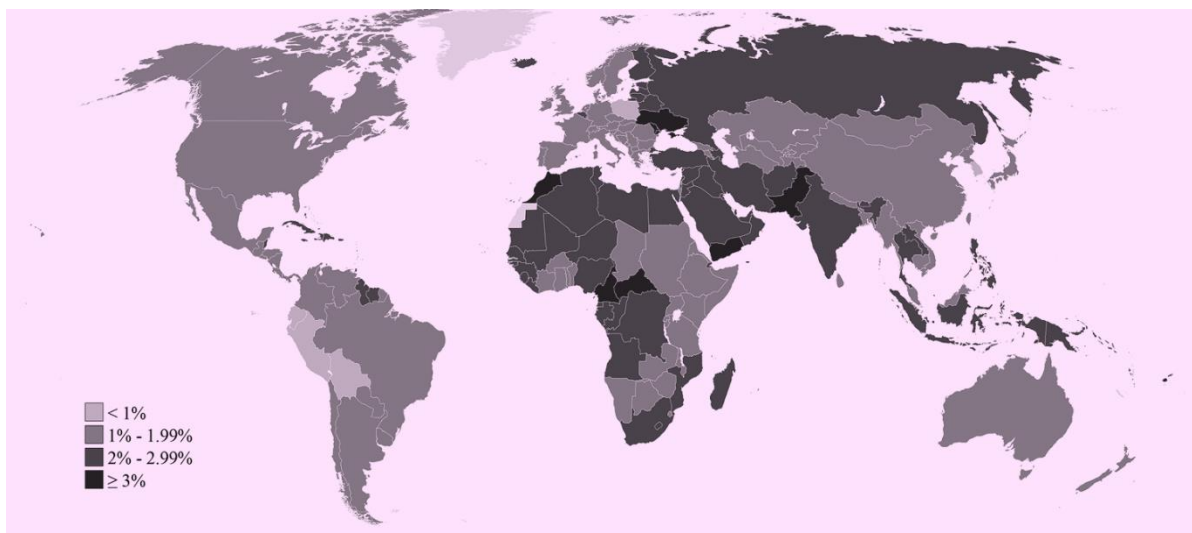 < 1%
1% - 1.99%
2% - 2.99%
≥ 3%